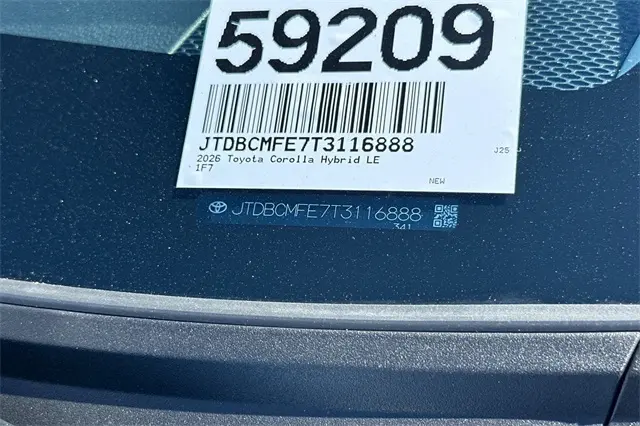 59209
JTDBCMFE7T3116888
2026 Toyota Corolla Hybrid LE
J25 J
1F7
NEW
JTDBCMFE7T3116888
341